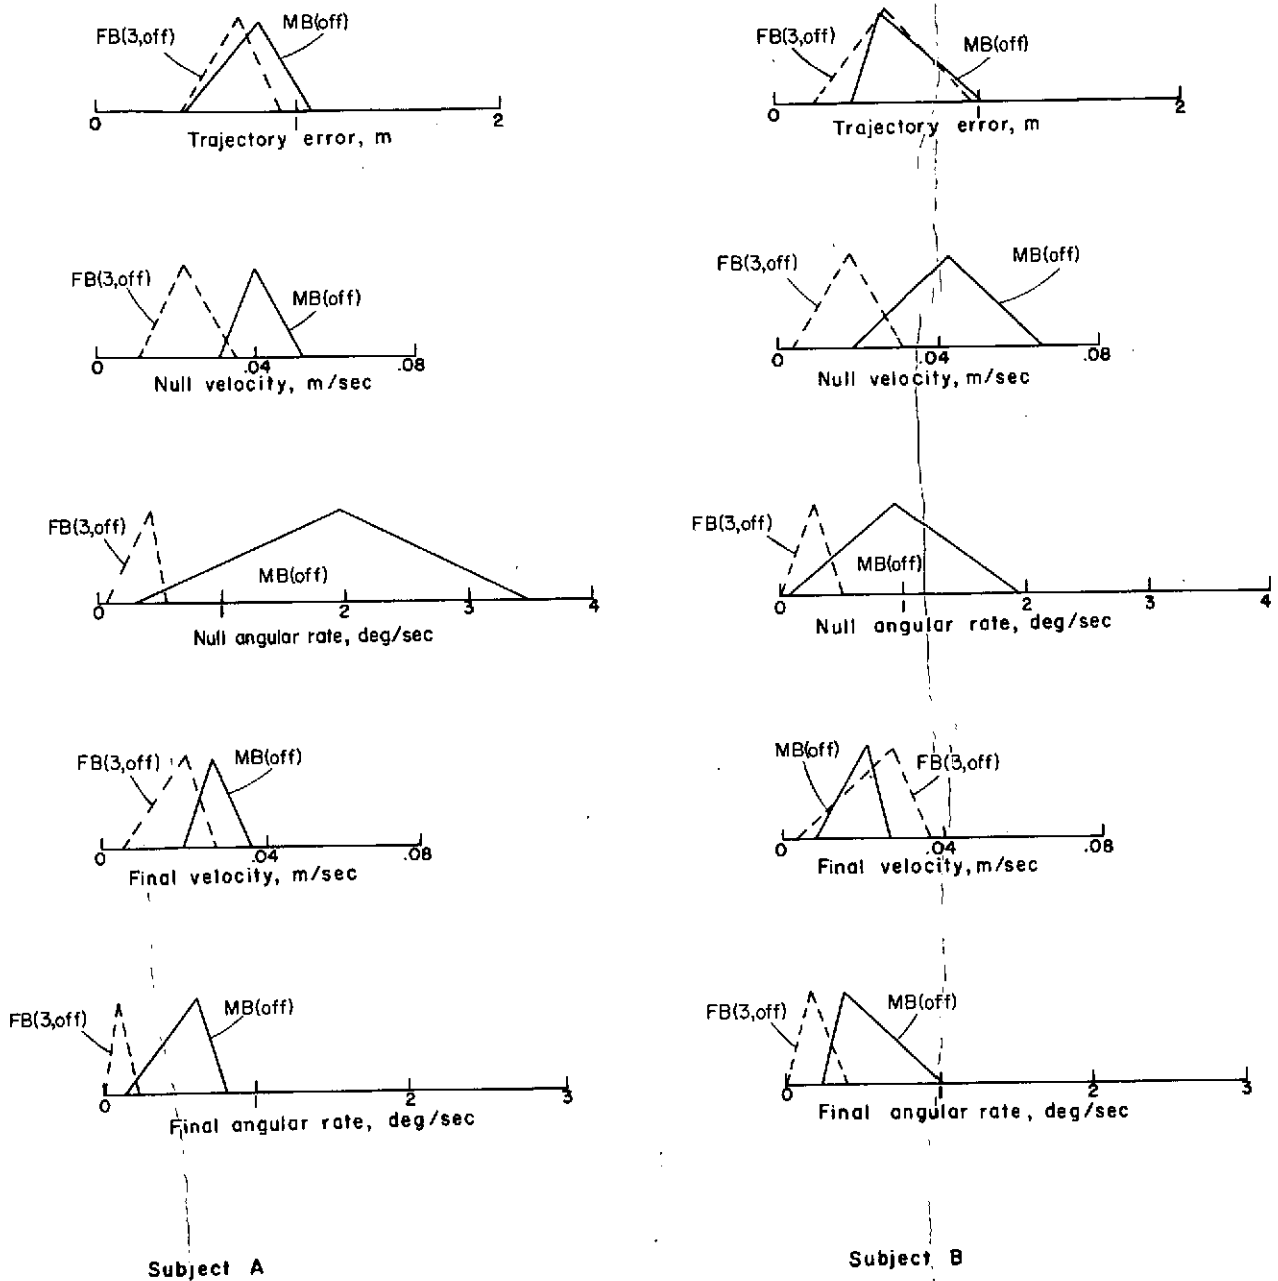 FB(3,off)
MB(off)
0 1 2
Trajectory error, m
FB(3,off)
MB(off)
0 .04 .08
Null velocity, m/sec
FB(3,off)
MB(off)
0 1 2 3 4
Null angular rate, deg/sec
FB(3,off)
MB(off)
0 .04 .08
Final velocity, m/sec
FB(3,off)
MB(off)
0 1 2 3
Final angular rate, deg/sec
Subject A
FB(3,off)
MB(off)
0 1 2
Trajectory error, m
FB(3,off)
MB(off)
0 .04 .08
Null velocity, m/sec
FB(3,off)
MB(off)
0 1 2 3 4
Null angular rate, deg/sec
MB(off)
FB(3,off)
0 .04 .08
Final velocity, m/sec
FB(3,off)
MB(off)
0 1 2 3
Final angular rate, deg/sec
Subject B